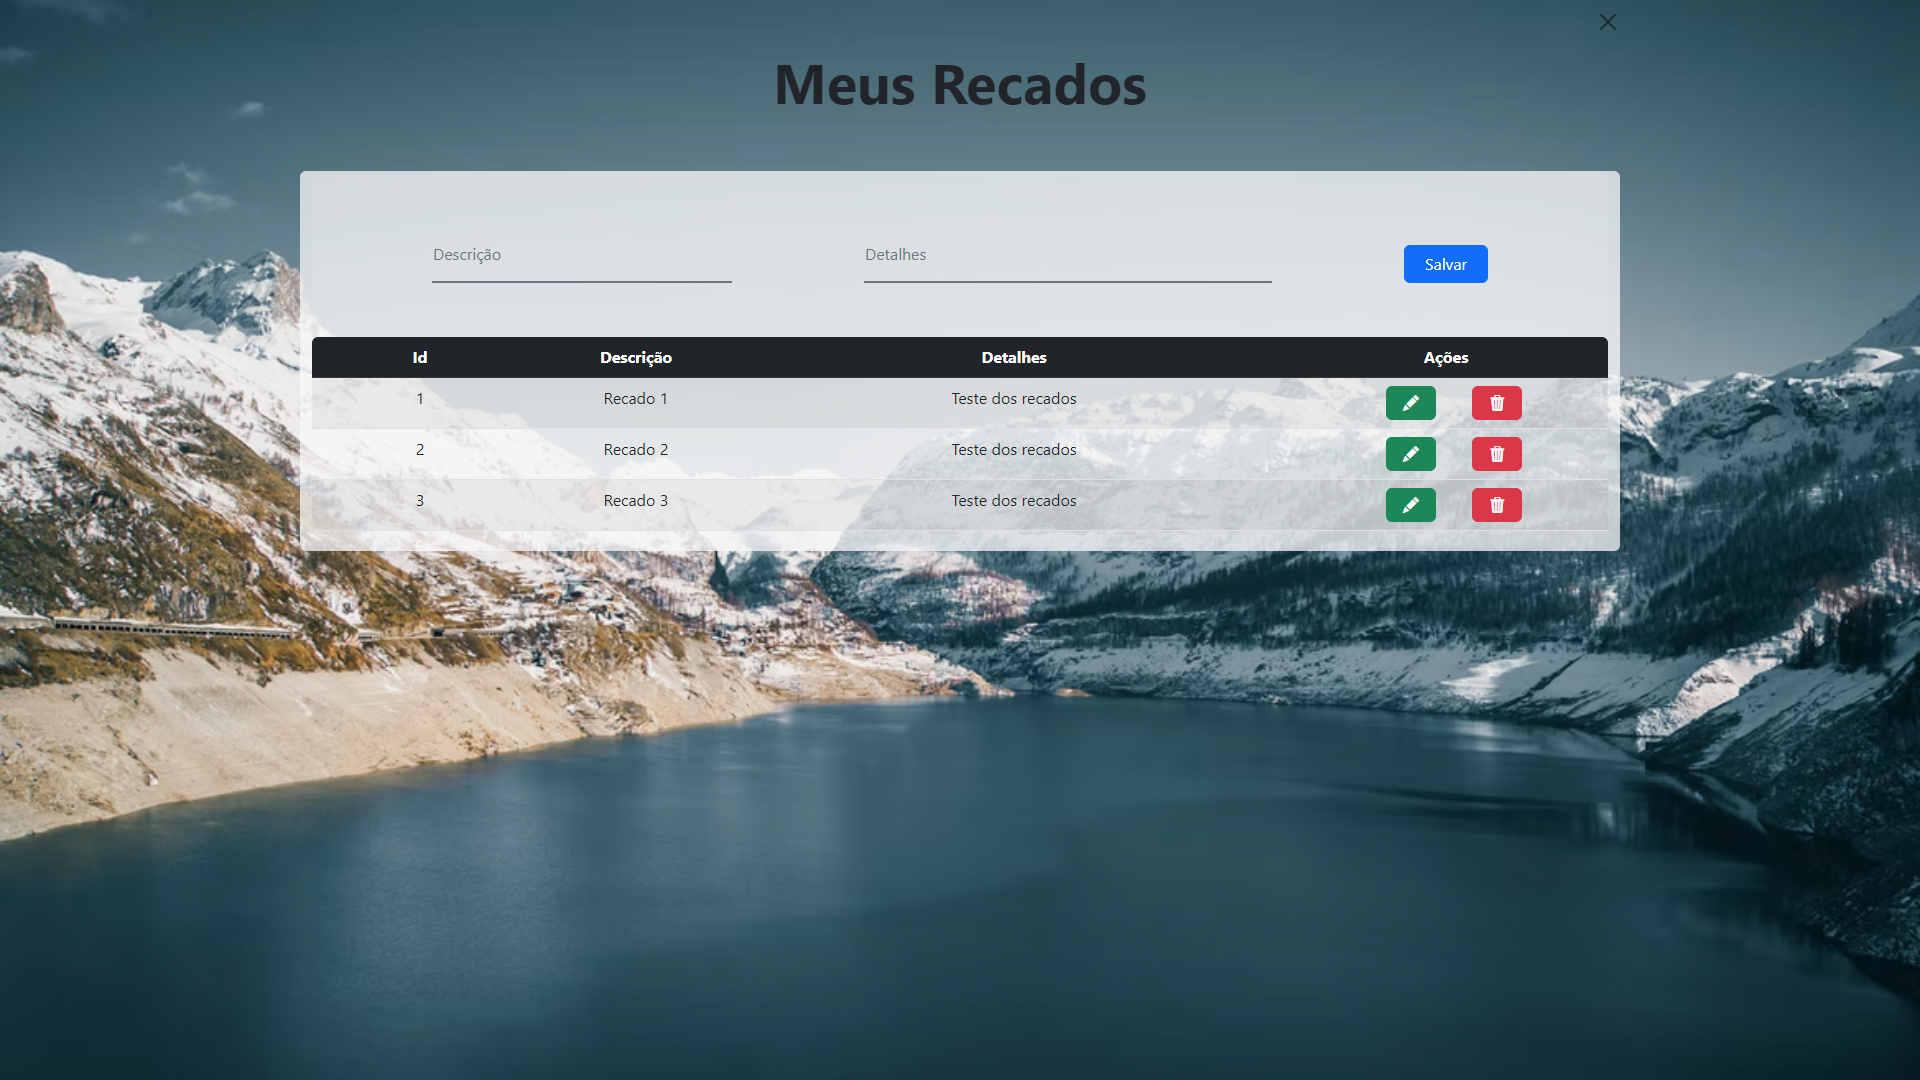 Meus Recados
Descrição Detalhes Salvar
Id Descrição Detalhes Ações
1 Recado 1 Teste dos recados
2 Recado 2 Teste dos recados
3 Recado 3 Teste dos recados